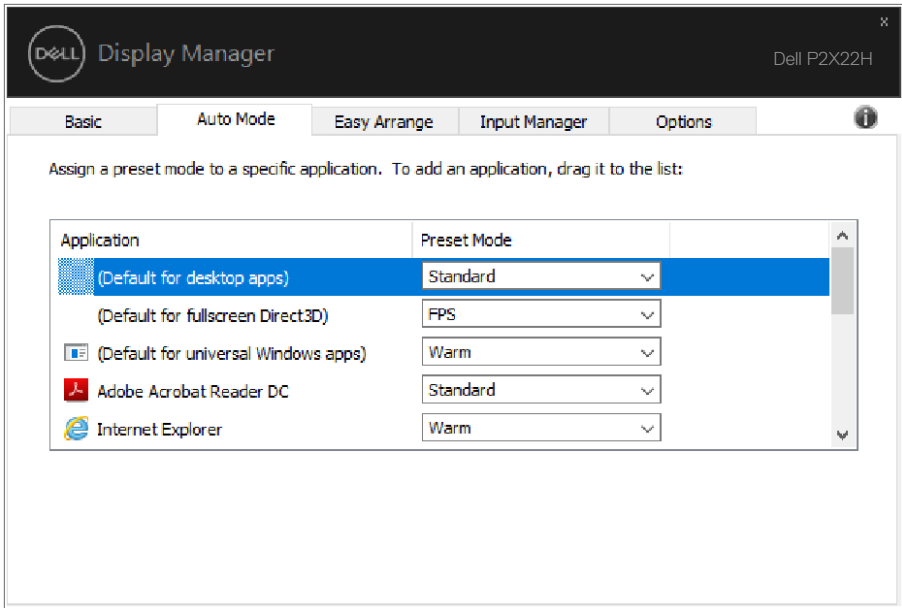 x
DELL Display Manager
Dell P2X22H
Basic Auto Mode Easy Arrange Input Manager Options
Assign a preset mode to a specific application. To add an application, drag it to the list:
Application Preset Mode
(Default for desktop apps) Standard
(Default for fullscreen Direct3D) FPS
(Default for universal Windows apps) Warm
Adobe Acrobat Reader DC Standard
Internet Explorer Warm